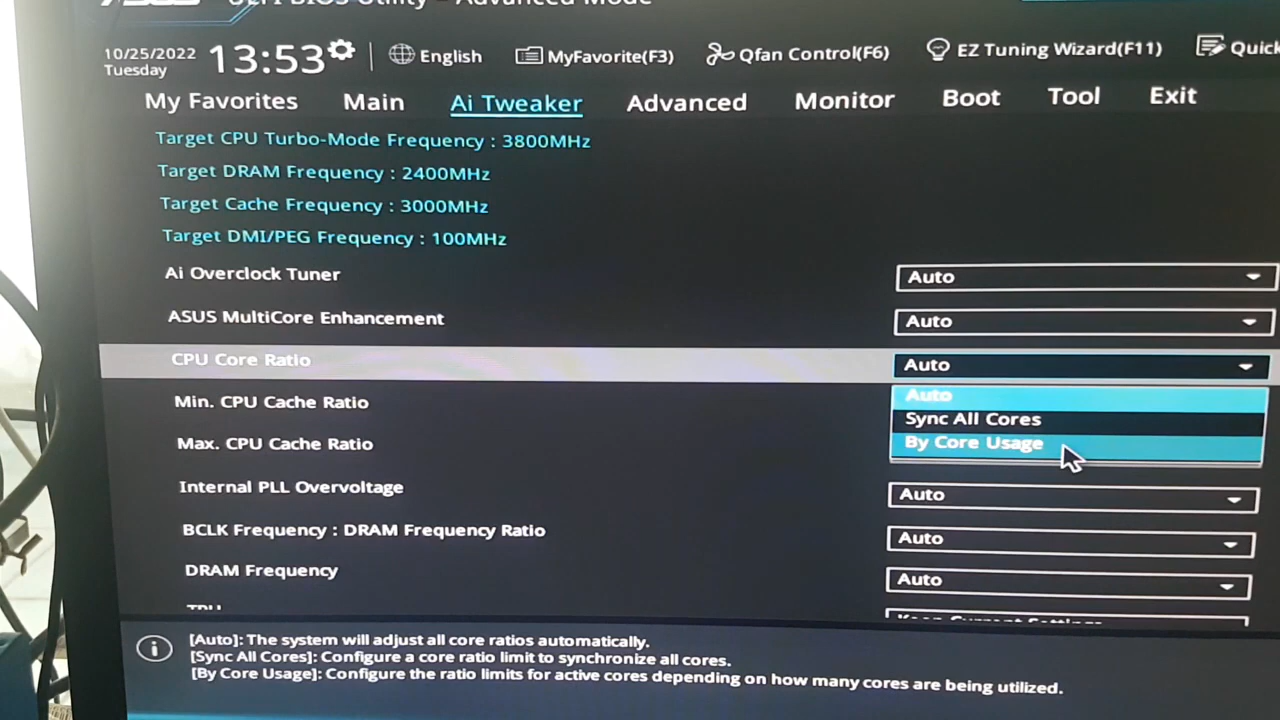 UEFI BIOS Utility – Advanced Mode
10/25/2022
Tuesday
13:53
English
MyFavorite(F3)
Qfan Control(F6)
EZ Tuning Wizard(F11)
Quick
My Favorites
Main
Ai Tweaker
Advanced
Monitor
Boot
Tool
Exit
Target CPU Turbo-Mode Frequency : 3800MHz
Target DRAM Frequency : 2400MHz
Target Cache Frequency : 3000MHz
Target DMI/PEG Frequency : 100MHz
Ai Overclock Tuner
Auto
ASUS MultiCore Enhancement
Auto
CPU Core Ratio
Auto
Auto
Sync All Cores
By Core Usage
Min. CPU Cache Ratio
Max. CPU Cache Ratio
Internal PLL Overvoltage
Auto
BCLK Frequency : DRAM Frequency Ratio
Auto
DRAM Frequency
Auto
[Auto]: The system will adjust all core ratios automatically.
[Sync All Cores]: Configure a core ratio limit to synchronize all cores.
[By Core Usage]: Configure the ratio limits for active cores depending on how many cores are being utilized.